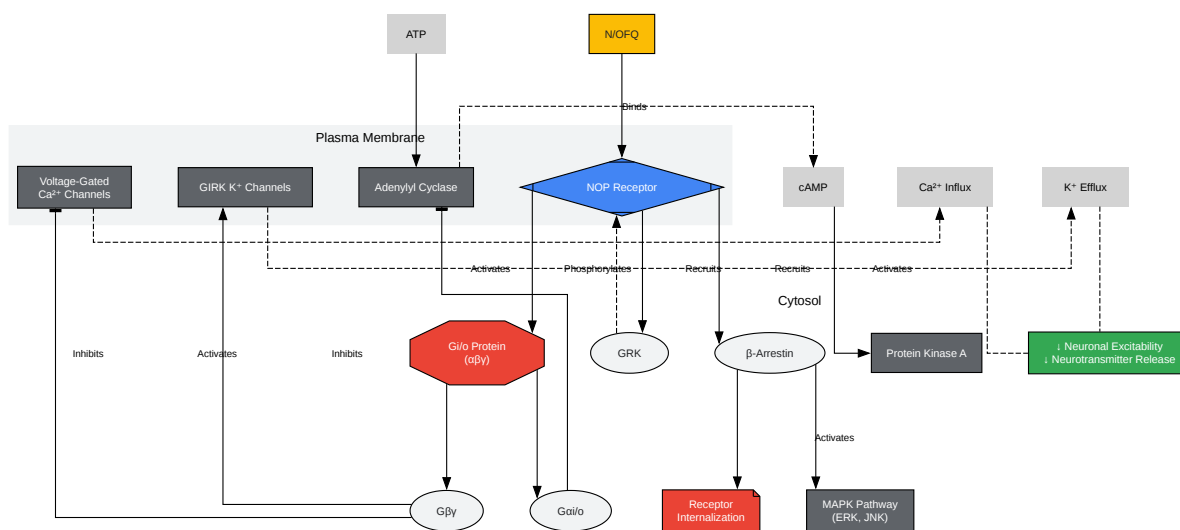 ATP
N/OFQ
Binds
Plasma Membrane
Voltage-Gated
Ca²⁺ Channels
GIRK K⁺ Channels
Adenylyl Cyclase
NOP Receptor
cAMP
Ca²⁺ Influx
K⁺ Efflux
Activates
Phosphorylates
Recruits
Recruits
Activates
Cytosol
Inhibits
Activates
Inhibits
Gi/o Protein
(αβγ)
GRK
β-Arrestin
Protein Kinase A
↓ Neuronal Excitability
↓ Neurotransmitter Release
Activates
Gβγ
Gαi/o
Receptor
Internalization
MAPK Pathway
(ERK, JNK)